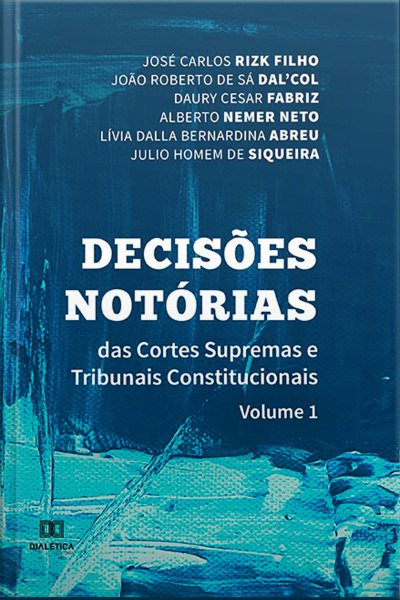 JOSÉ CARLOS RIZK FILHO
JOÃO ROBERTO DE SÁ DAL'COL
DAURY CESAR FABRIZ
ALBERTO NEMER NETO
LÍVIA DALLA BERNARDINA ABREU
JULIO HOMEM DE SIQUEIRA
DECISÕES
NOTÓRIAS
das Cortes Supremas e
Tribunais Constitucionais
Volume 1
DIALÉTICA